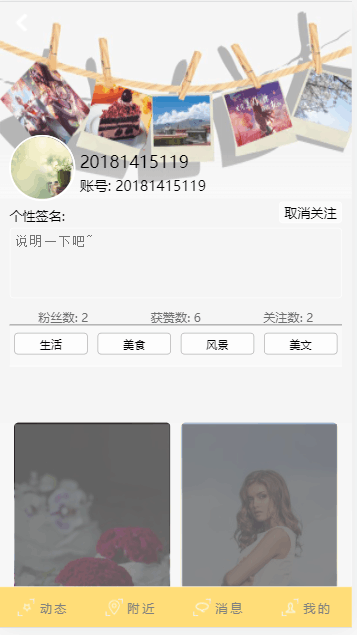 20181415119
账号: 20181415119
个性签名:
取消关注
说明一下吧~
粉丝数: 2 获赞数: 6 关注数: 2
生活 美食 风景 美文
动态 附近 消息 我的